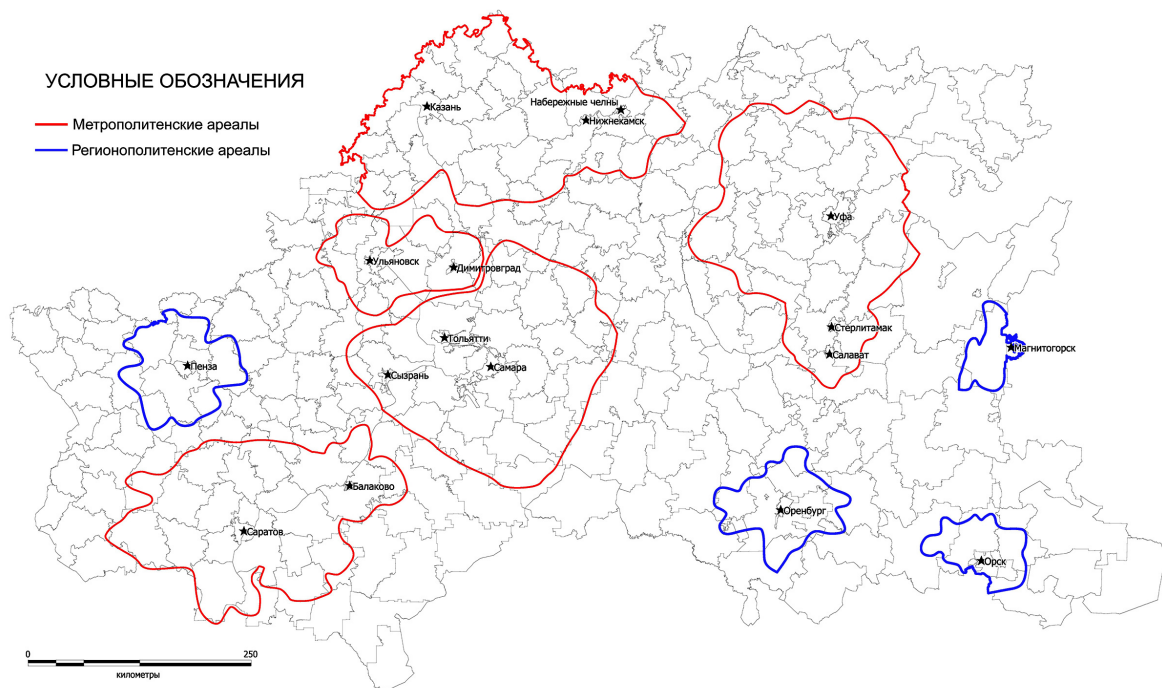 УСЛОВНЫЕ ОБОЗНАЧЕНИЯ
Метрополитенские ареалы
Регионополитенские ареалы
Казань
Набережные челны
Нижнекамск
Уфа
Ульяновск
Димитровград
Стерлитамак
Тольятти
Магнитогорск
Салават
Пенза
Самара
Сызрань
Балаково
Оренбург
Саратов
Орск
0 250
километры